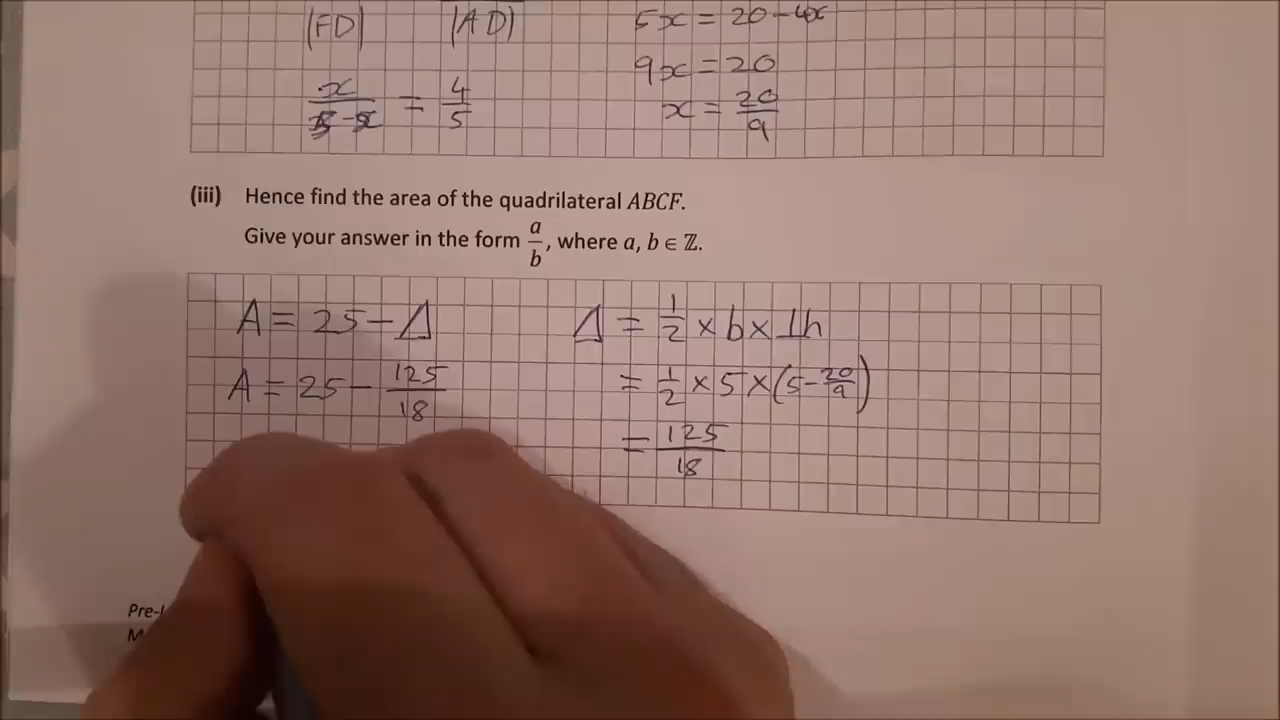 |FD| |AD| 5x = 20 - 4x
9x = 20
x/(5-x) = 4/5 x = 20/9
(iii) Hence find the area of the quadrilateral ABCF.
Give your answer in the form a/b, where a, b ∈ ℤ.
A = 25 - Δ Δ = 1/2 × b × ⊥h
A = 25 - 125/18 = 1/2 × 5 × (5 - 20/9)
= 125/18